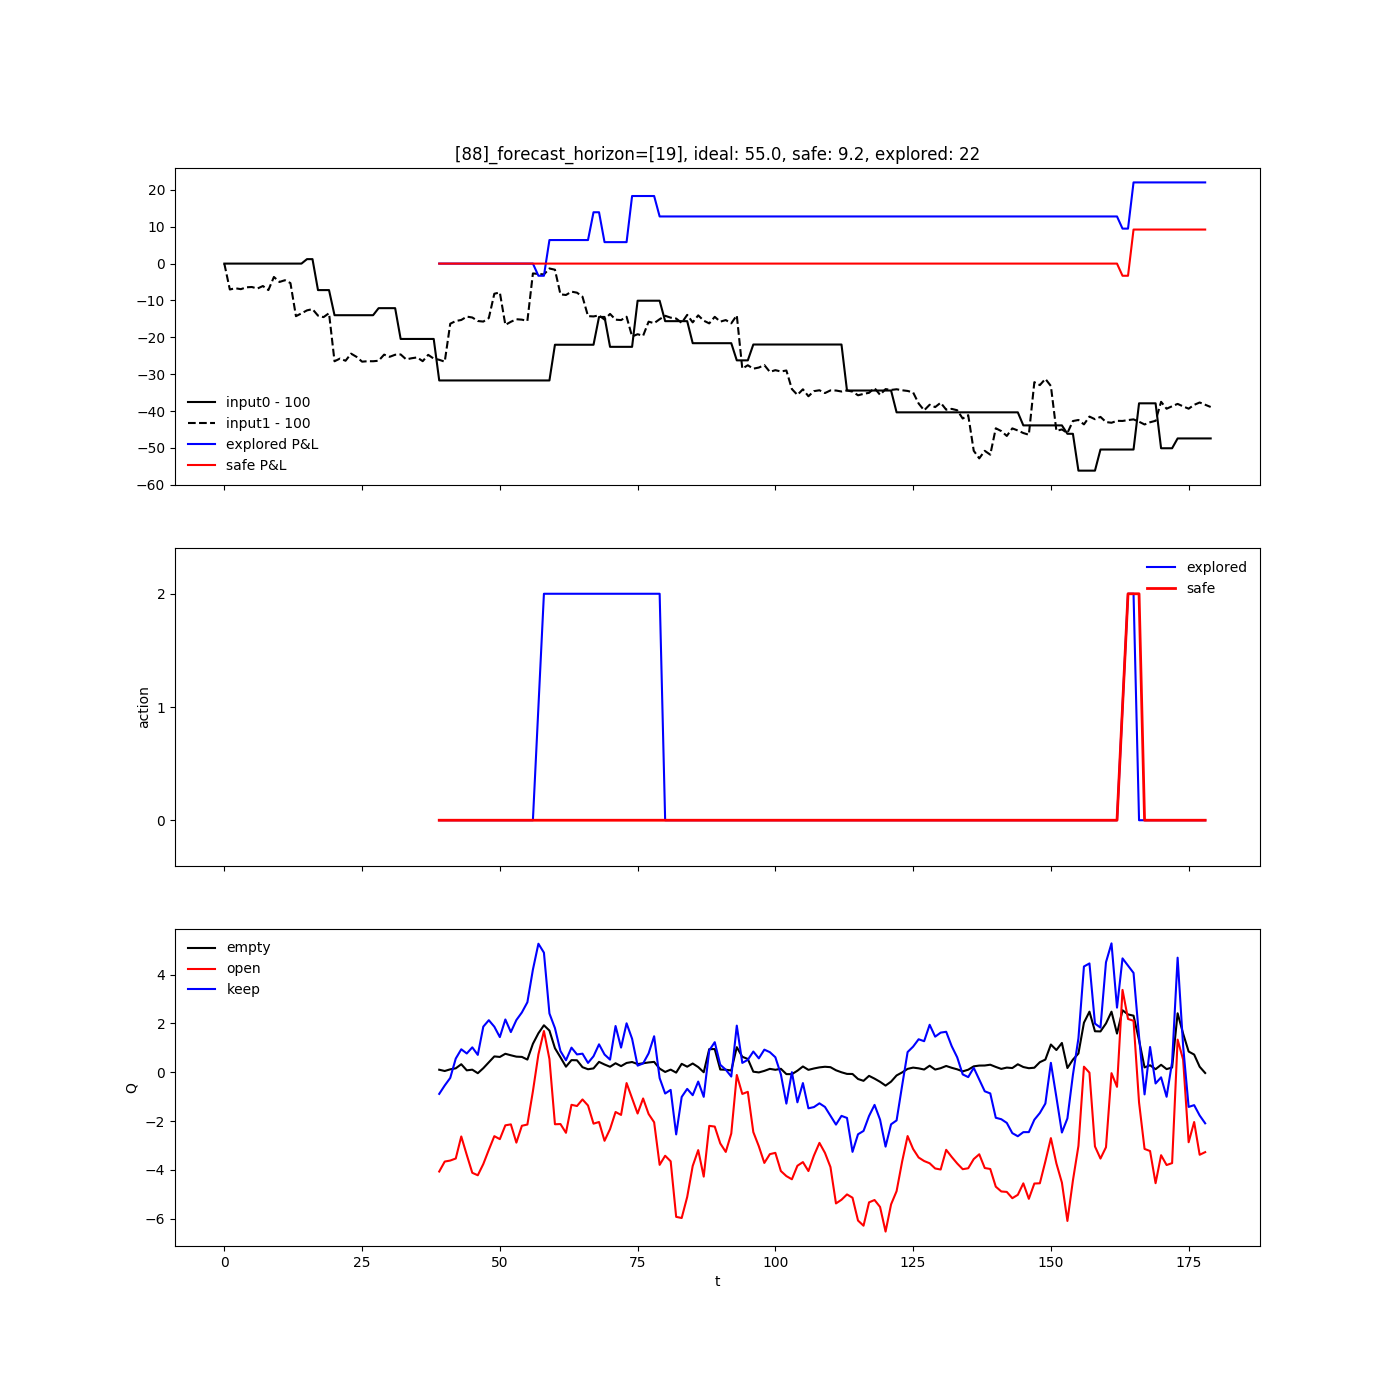 [88]_forecast_horizon=[19], ideal: 55.0, safe: 9.2, explored: 22
20
10
0
−10
−20
−30
−40
−50
−60
input0 - 100
input1 - 100
explored P&L
safe P&L
2
1
0
action
explored
safe
4
2
0
−2
−4
−6
Q
empty
open
keep
0 25 50 75 100 125 150 175
t